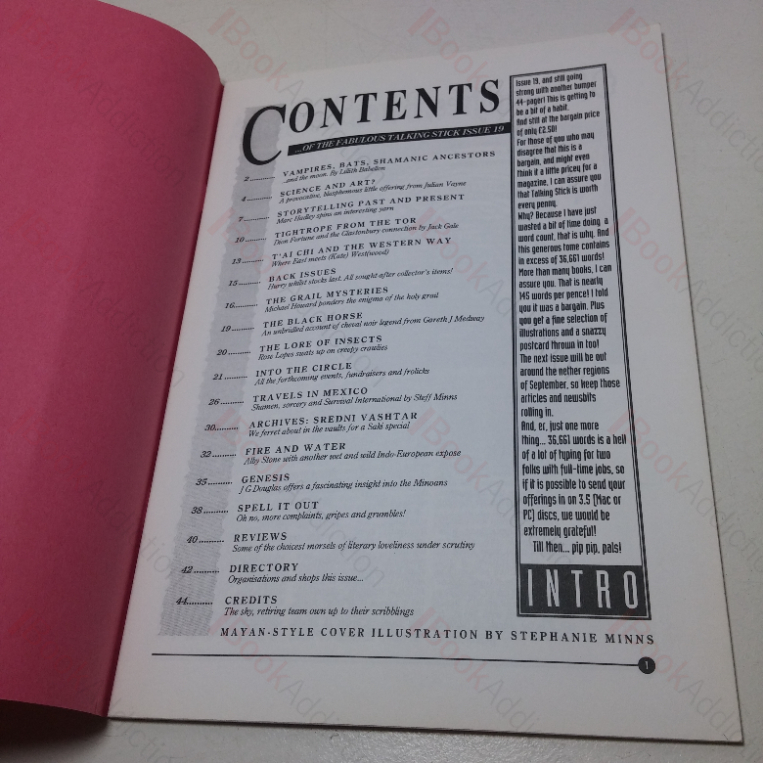 CONTENTS
...OF THE FABULOUS TALKING STICK ISSUE 19
2.......... VAMPIRES, BATS, SHAMANIC ANCESTORS
...and the moon. By Lilith Babellon
4.......... SCIENCE AND ART?
A provocative, blasphemous little offering from Julian Vayne
7.......... STORYTELLING PAST AND PRESENT
Marc Hadley spins an interesting yarn
10........ TIGHTROPE FROM THE TOR
Dion Fortune and the Glastonbury connection by Jack Gale
13......... T'AI CHI AND THE WESTERN WAY
Where East meets (Kate) West(wood)
15......... BACK ISSUES
Hurry whilst stocks last. All sought after collector's items!
16......... THE GRAIL MYSTERIES
Michael Howard ponders the enigma of the holy grail
19......... THE BLACK HORSE
An unbridled account of cheval noir legend from Gareth J Medway
20......... THE LORE OF INSECTS
Rose Lopes swats up on creepy crawlies
21......... INTO THE CIRCLE
All the forthcoming events, fundraisers and frolicks
26......... TRAVELS IN MEXICO
Shamen, sorcery and Survival International by Steff Minns
30......... ARCHIVES: SREDNI VASHTAR
We ferret about in the vaults for a Saki special
32......... FIRE AND WATER
Alby Stone with another wet and wild Indo-European expose
35......... GENESIS
J G Douglas offers a fascinating insight into the Minoans
38......... SPELL IT OUT
Oh no, more complaints, gripes and grumbles!
40......... REVIEWS
Some of the choicest morsels of literary loveliness under scrutiny
42......... DIRECTORY
Organisations and shops this issue...
44......... CREDITS
The sky, retiring team own up to their scribblings
MAYAN-STYLE COVER ILLUSTRATION BY STEPHANIE MINNS
1
Issue 19, and still going
strong with another bumper
44-pager! This is getting to
be a bit of a habit.
And still at the bargain price
of only £2.50!
For those of you who may
disagree that this is a
bargain, and might even
think it a little pricey for a
magazine, I can assure you
that Talking Stick is worth
every penny.
Why? Because I have just
wasted a bit of time doing a
word count, that is why. And
this generous tome contains
in excess of 36,661 words!
More than many books, I can
assure you. That is nearly
145 words per pence! I told
you it was a bargain. Plus
you get a fine selection of
illustrations and a snazzy
postcard thrown in too!
The next issue will be out
around the nether regions
of September, so keep those
articles and newsbits
rolling in.
And, er, just one more
thing... 36,661 words is a hell
of a lot of typing for two
folks with full-time jobs, so
if it is possible to send your
offerings in on 3.5 [Mac or
PC] discs, we would be
extremely grateful!
Till then... pip, pip, pals!
INTRO
BookAddiction